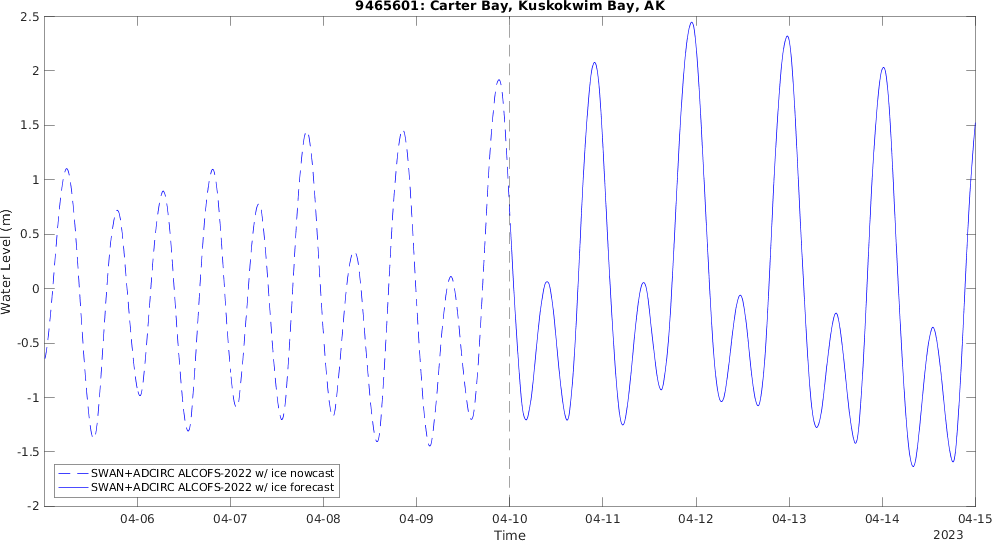 9465601: Carter Bay, Kuskokwim Bay, AK
2.5
2
1.5
1
0.5
0
-0.5
-1
-1.5
-2
Water Level (m)
SWAN+ADCIRC ALCOFS-2022 w/ ice nowcast
SWAN+ADCIRC ALCOFS-2022 w/ ice forecast
04-06 04-07 04-08 04-09 04-10 04-11 04-12 04-13 04-14 04-15
Time
2023